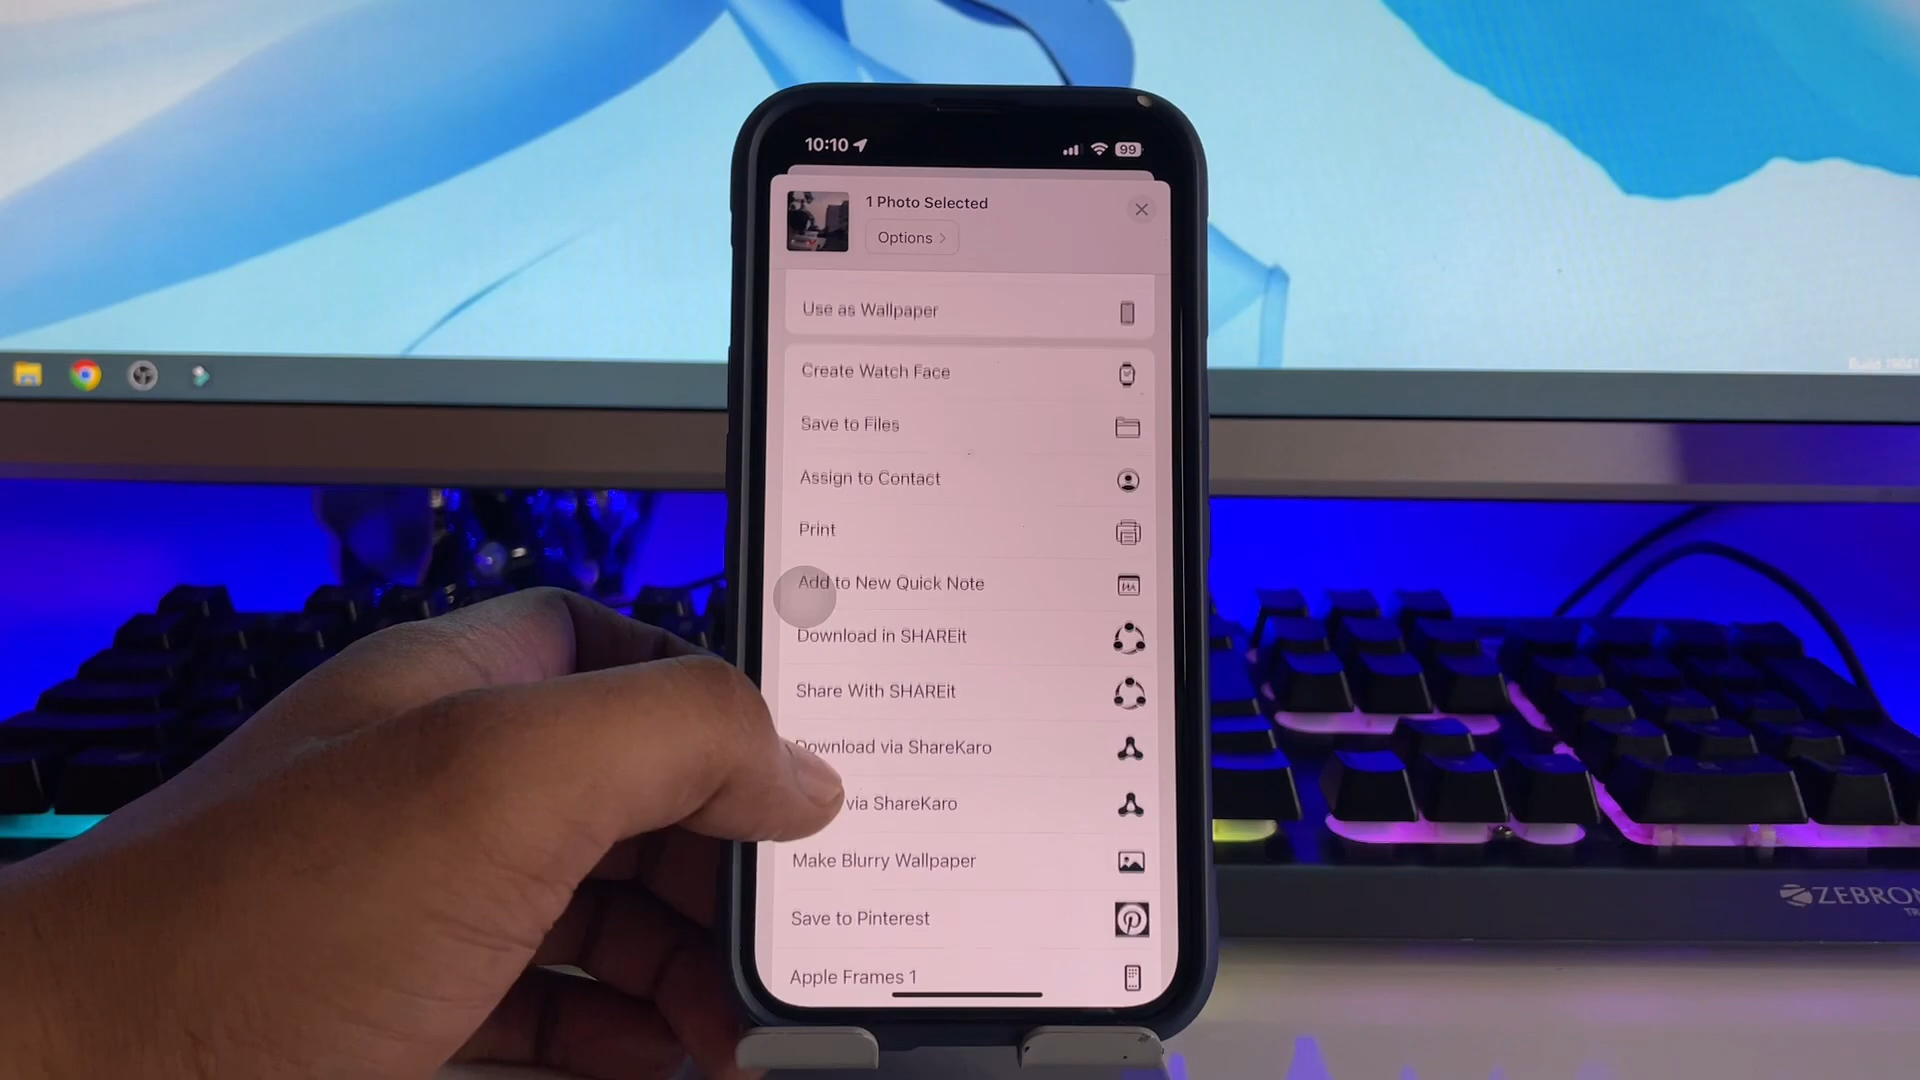 10:10
99
1 Photo Selected
Options
Use as Wallpaper
Create Watch Face
Save to Files
Assign to Contact
Print
Add to New Quick Note
Download in SHAREit
Share With SHAREit
Download via ShareKaro
via ShareKaro
Make Blurry Wallpaper
Save to Pinterest
Apple Frames 1
ZEBRON